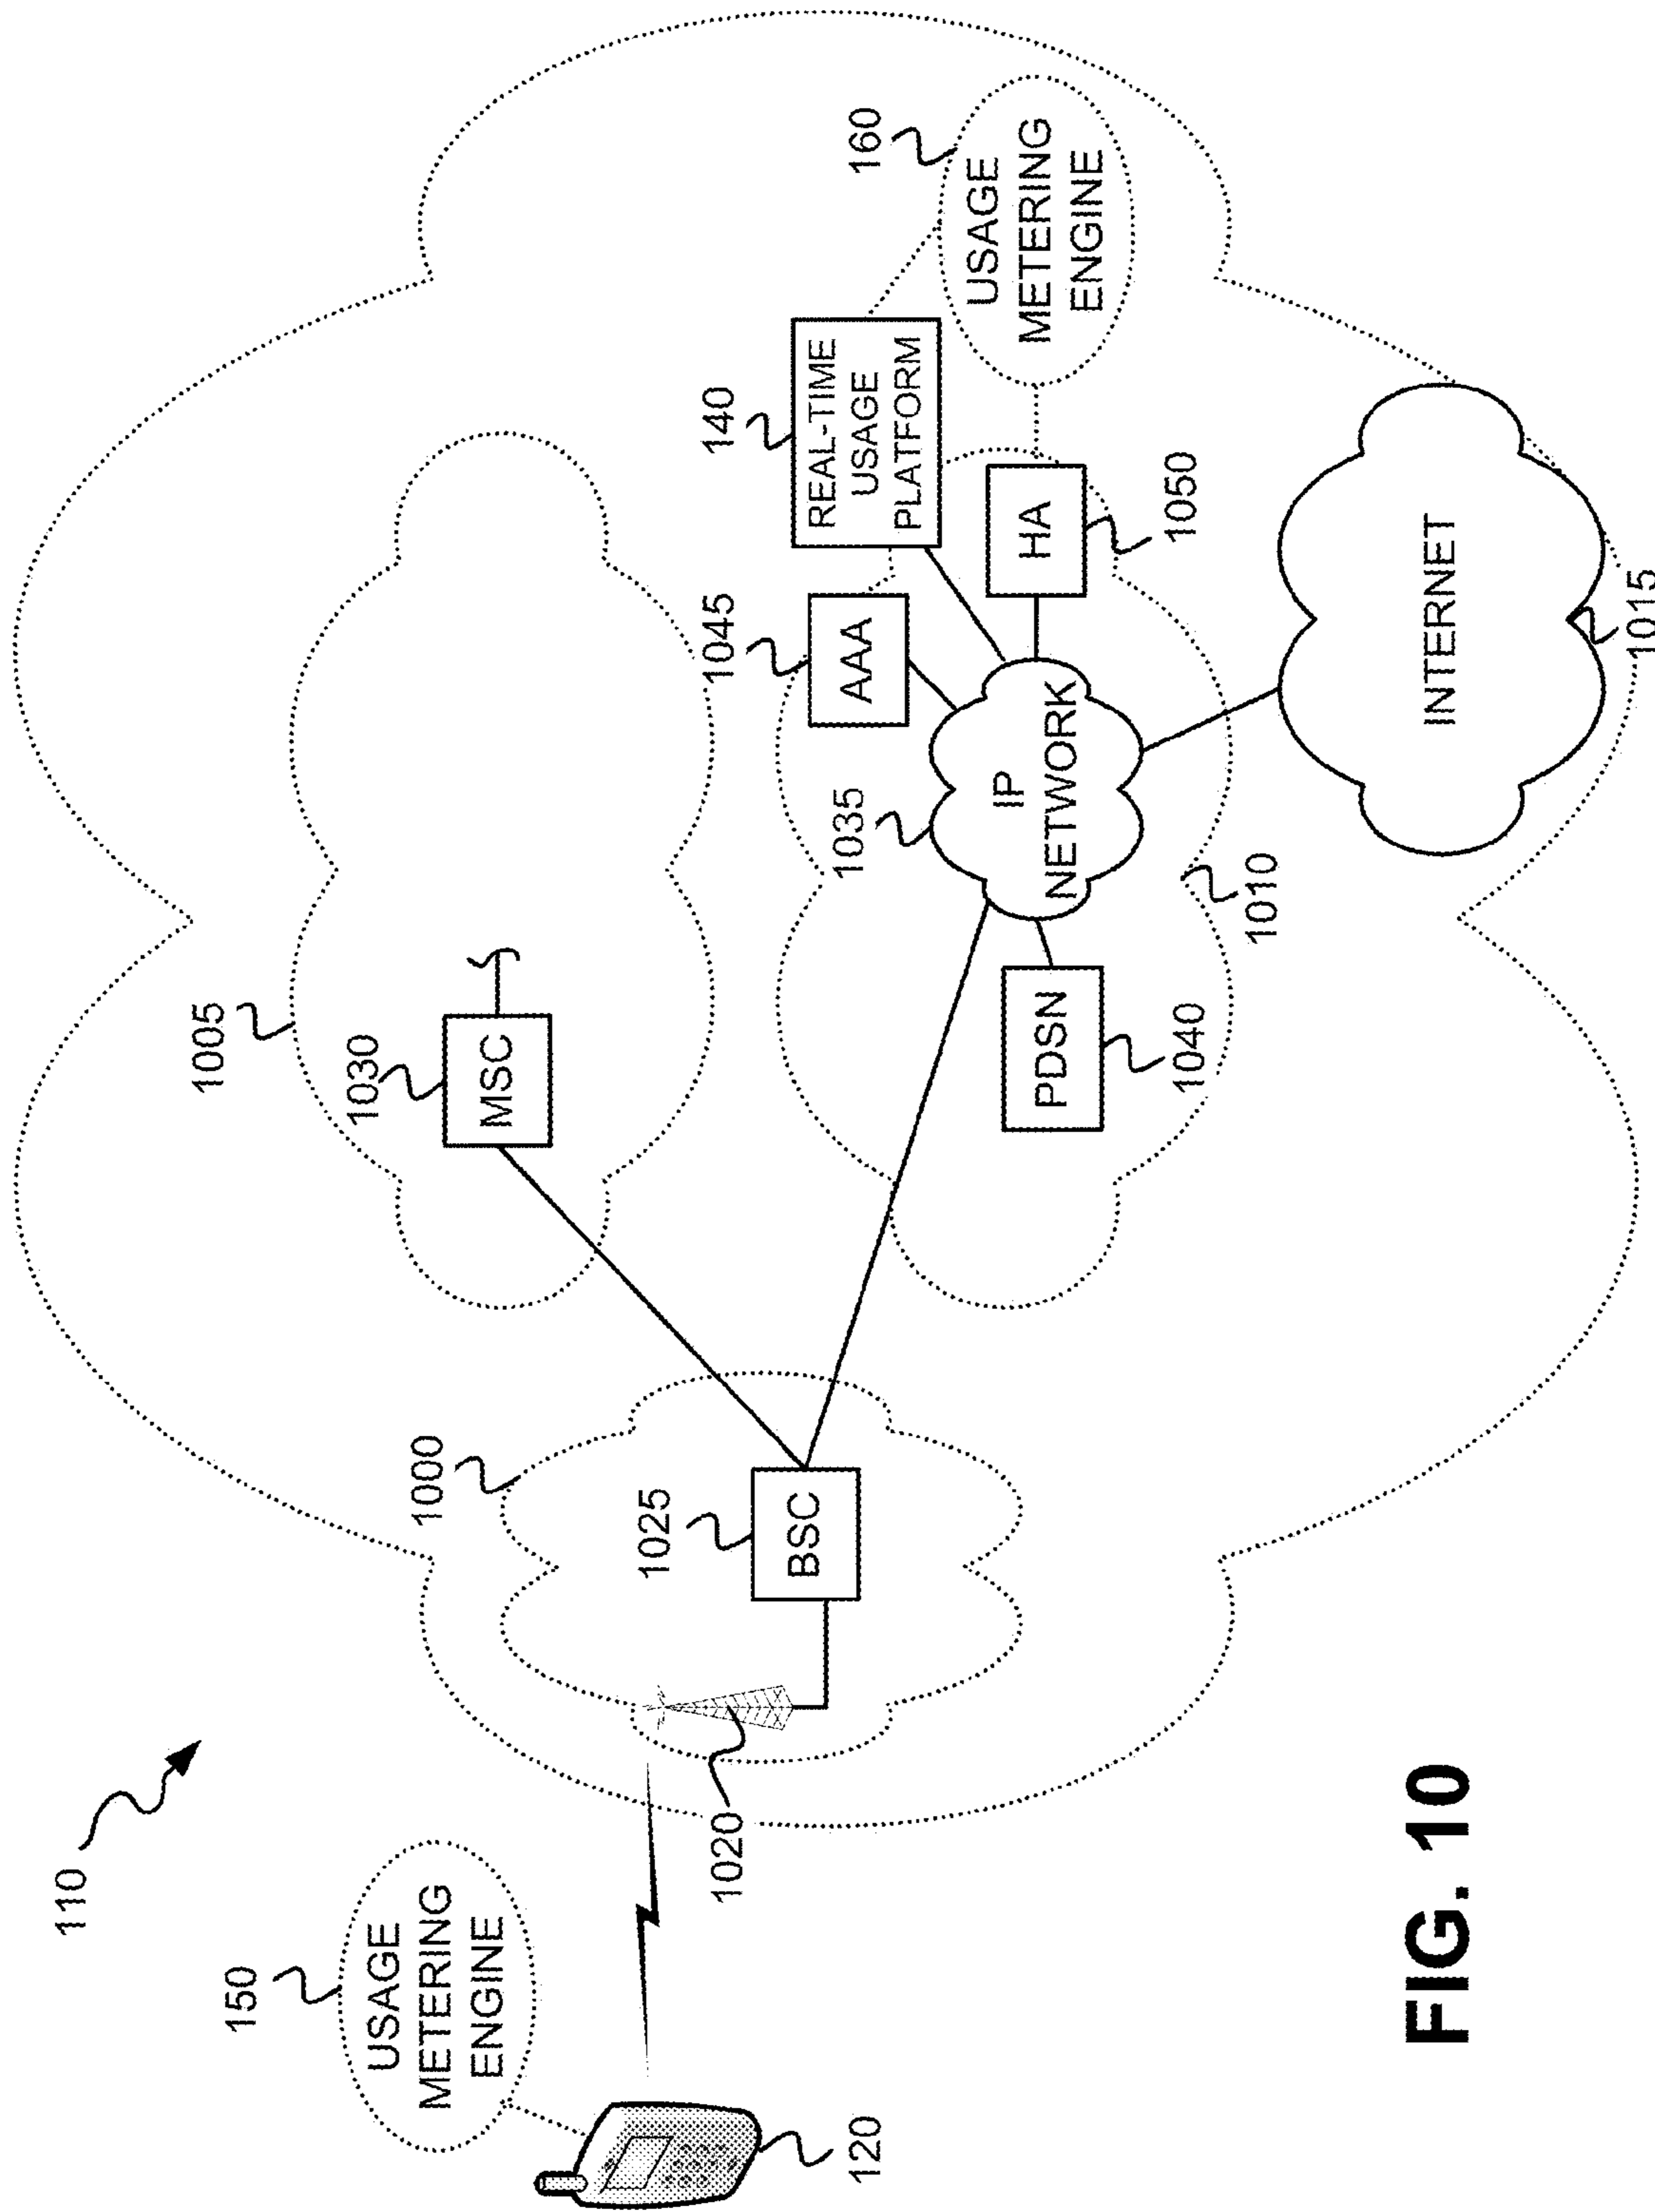 110
150
USAGE
METERING
ENGINE
120
1020
1000
1025
BSC
1005
1030
MSC
1035
IP
NETWORK
PDSN
1040
1010
1045
AAA
140
REAL-TIME
USAGE
PLATFORM
HA
1050
160
USAGE
METERING
ENGINE
INTERNET
1015
FIG. 10